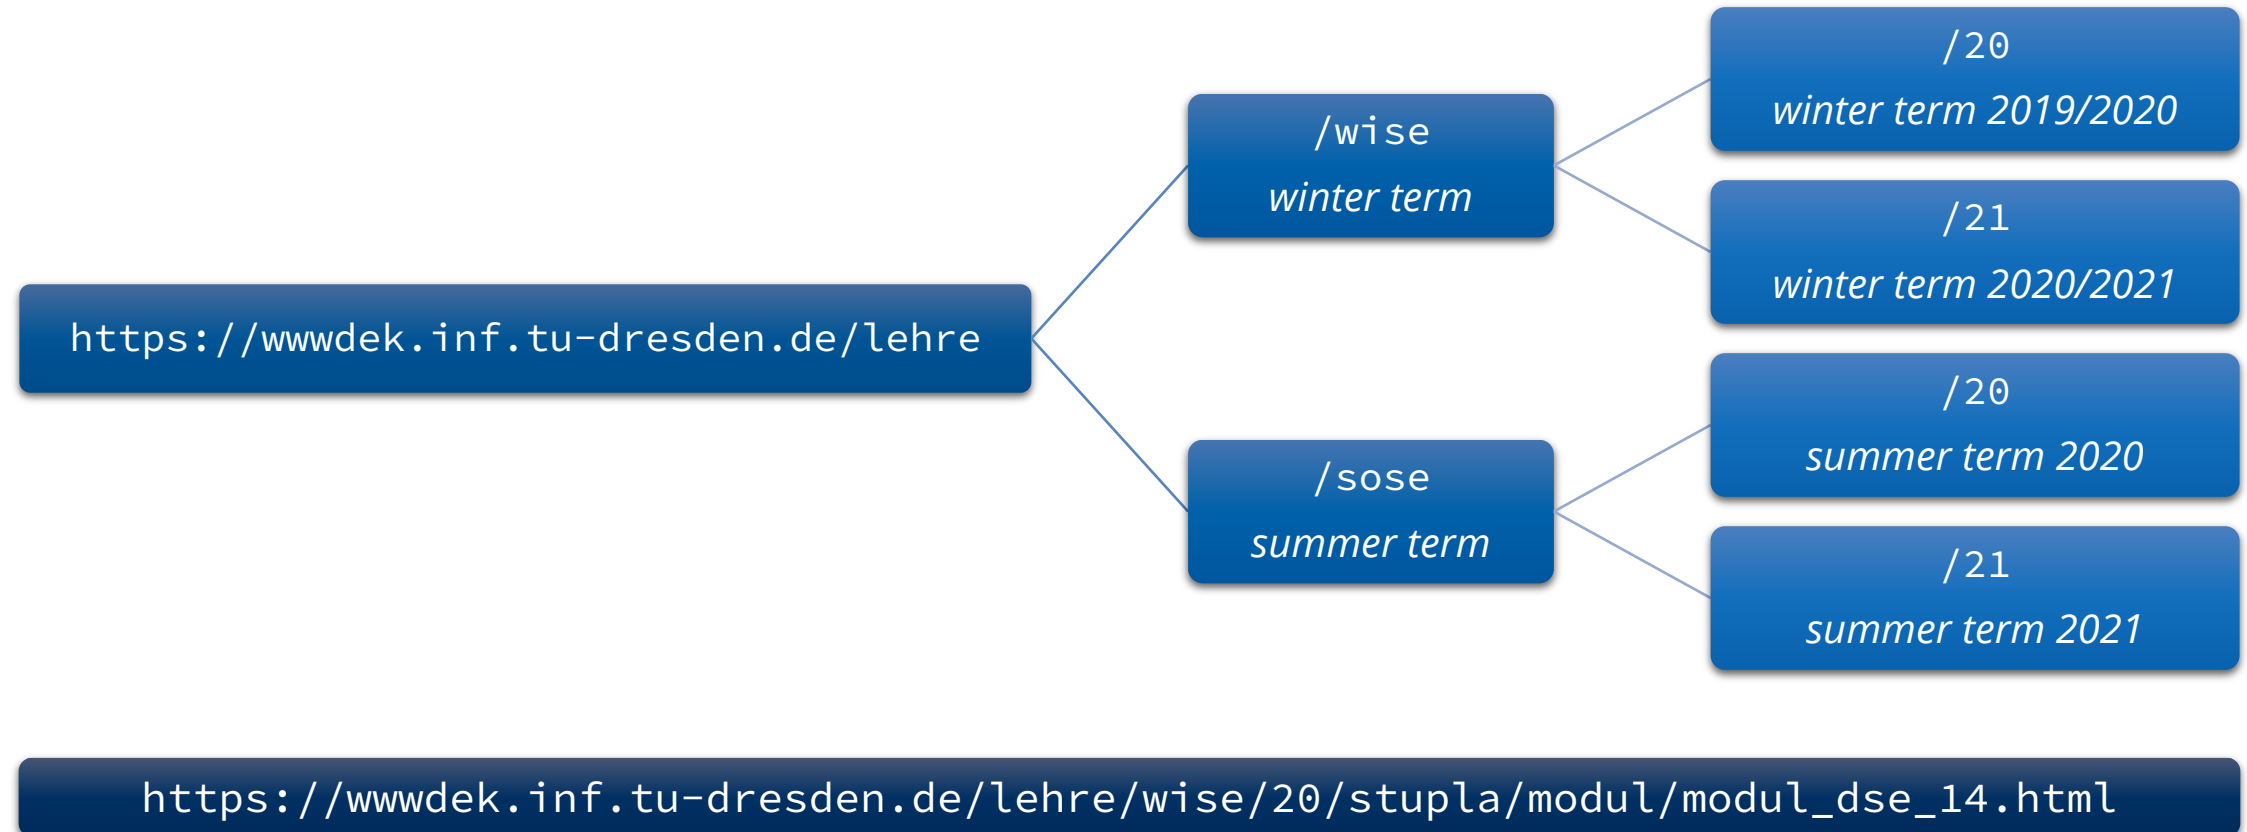 https://wwwdek.inf.tu-dresden.de/lehre
/wise
winter term
/20
winter term 2019/2020
/21
winter term 2020/2021
/sose
summer term
/20
summer term 2020
/21
summer term 2021
https://wwwdek.inf.tu-dresden.de/lehre/wise/20/stupla/modul/modul_dse_14.html